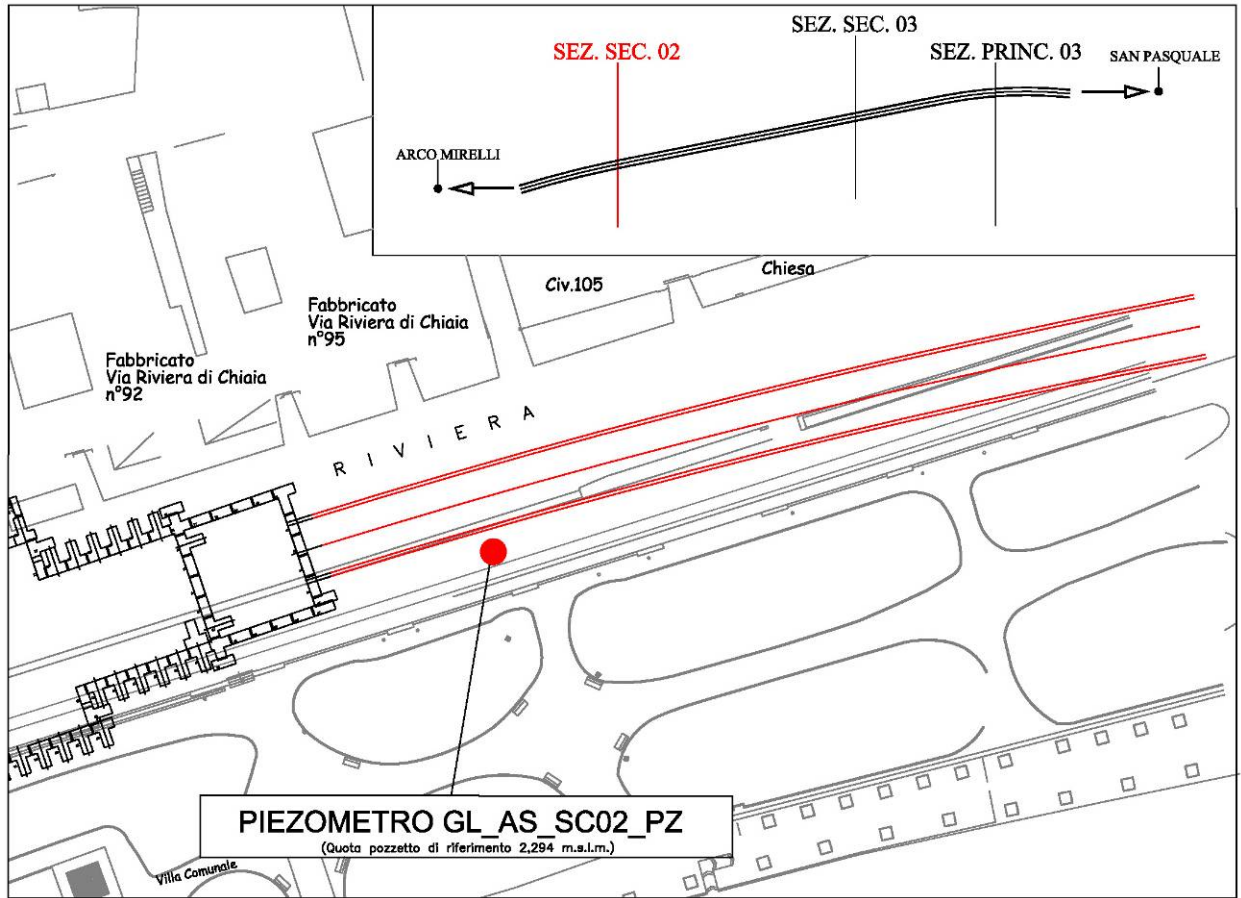 SEZ. SEC. 03
SEZ. SEC. 02
SEZ. PRINC. 03
SAN PASQUALE
ARCO MIRELLI
Chiesa
Civ.105
Fabbricato
Via Riviera di Chiaia
n°95
Fabbricato
Via Riviera di Chiaia
n°92
RIVIERA
PIEZOMETRO GL_AS_SC02_PZ
(Quota pozzetto di riferimento 2,294 m.s.l.m.)
Villa Comunale